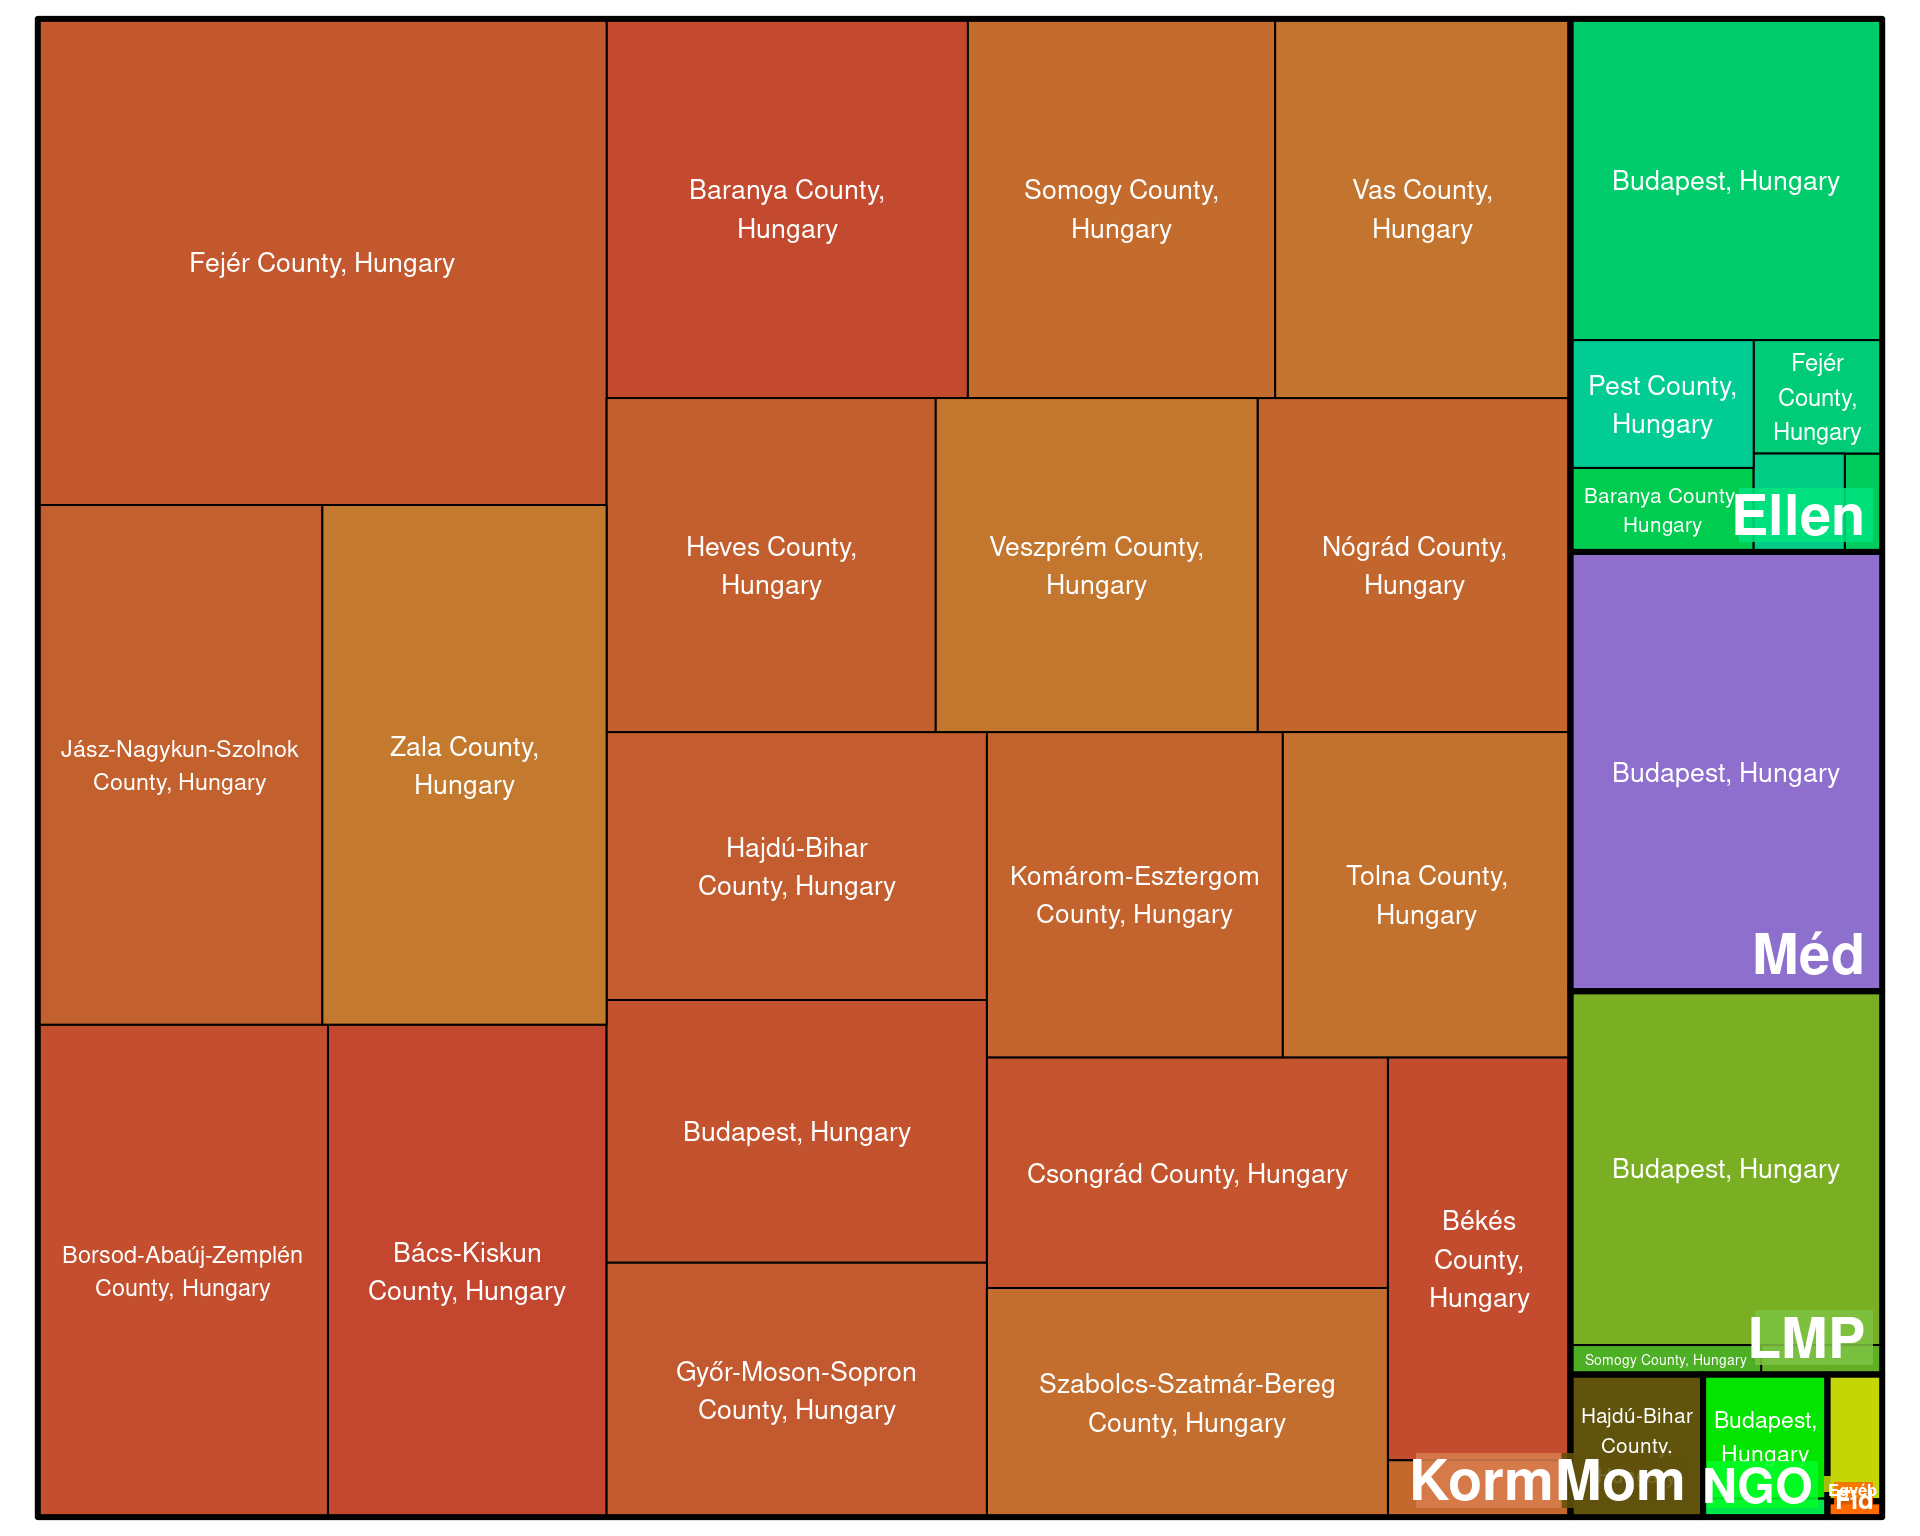 Fejér County, Hungary
Baranya County,
Hungary
Somogy County,
Hungary
Vas County,
Hungary
Budapest, Hungary
Pest County,
Hungary
Fejér
County,
Hungary
Baranya County,
Hungary
Ellen
Jász-Nagykun-Szolnok
County, Hungary
Zala County,
Hungary
Heves County,
Hungary
Veszprém County,
Hungary
Nógrád County,
Hungary
Budapest, Hungary
Méd
Hajdú-Bihar
County, Hungary
Komárom-Esztergom
County, Hungary
Tolna County,
Hungary
Borsod-Abaúj-Zemplén
County, Hungary
Bács-Kiskun
County, Hungary
Budapest, Hungary
Csongrád County, Hungary
Békés
County,
Hungary
Budapest, Hungary
LMP
Somogy County, Hungary
Győr-Moson-Sopron
County, Hungary
Szabolcs-Szatmár-Bereg
County, Hungary
Korm
Hajdú-Bihar
County,
Mom
Budapest,
Hungary
NGO
Egyéb
Fid